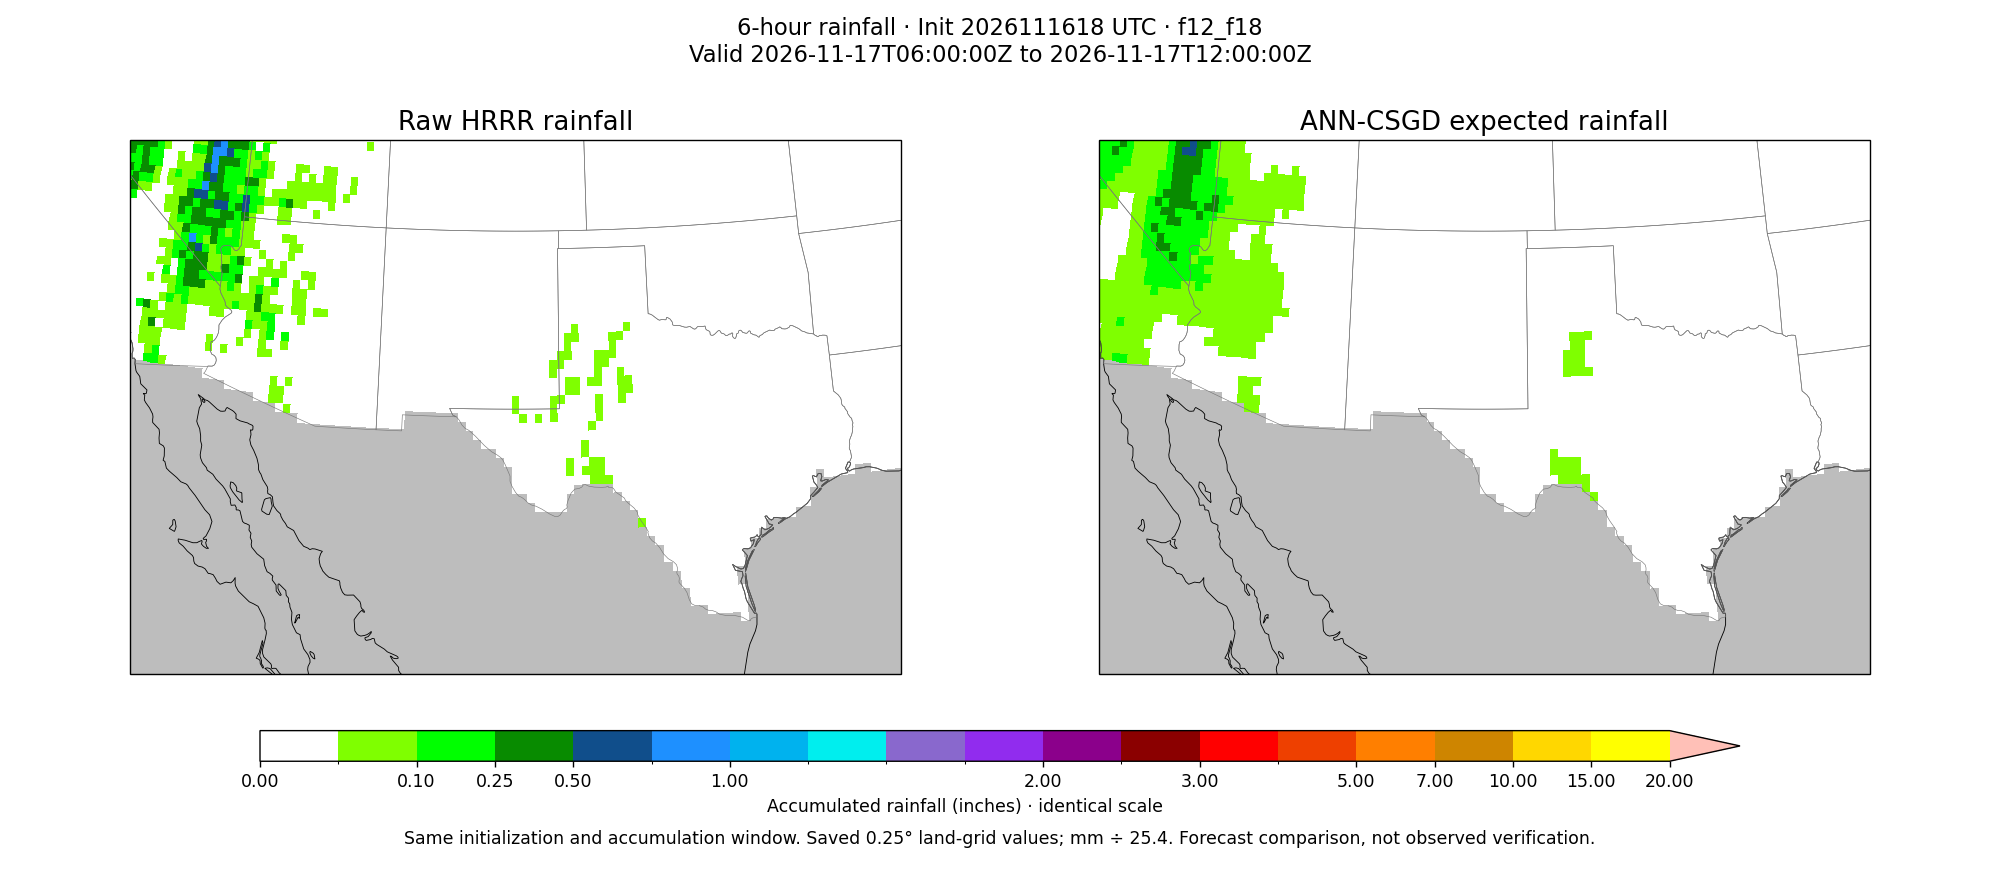 6-hour rainfall · Init 2026111618 UTC · f12_f18
Valid 2026-11-17T06:00:00Z to 2026-11-17T12:00:00Z
Raw HRRR rainfall
ANN-CSGD expected rainfall
0.00 0.10 0.25 0.50 1.00 2.00 3.00 5.00 7.00 10.00 15.00 20.00
Accumulated rainfall (inches) · identical scale
Same initialization and accumulation window. Saved 0.25° land-grid values; mm ÷ 25.4. Forecast comparison, not observed verification.